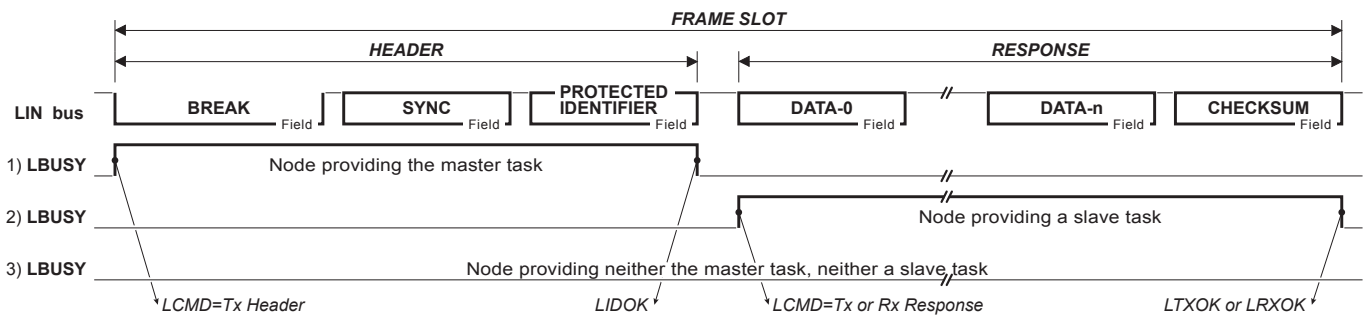 FRAME SLOT
HEADER RESPONSE
LIN bus BREAK Field SYNC Field PROTECTED IDENTIFIER Field DATA-0 Field DATA-n Field CHECKSUM Field
1) LBUSY Node providing the master task
2) LBUSY Node providing a slave task
3) LBUSY Node providing neither the master task, neither a slave task
LCMD=Tx Header LIDOK LCMD=Tx or Rx Response LTXOK or LRXOK